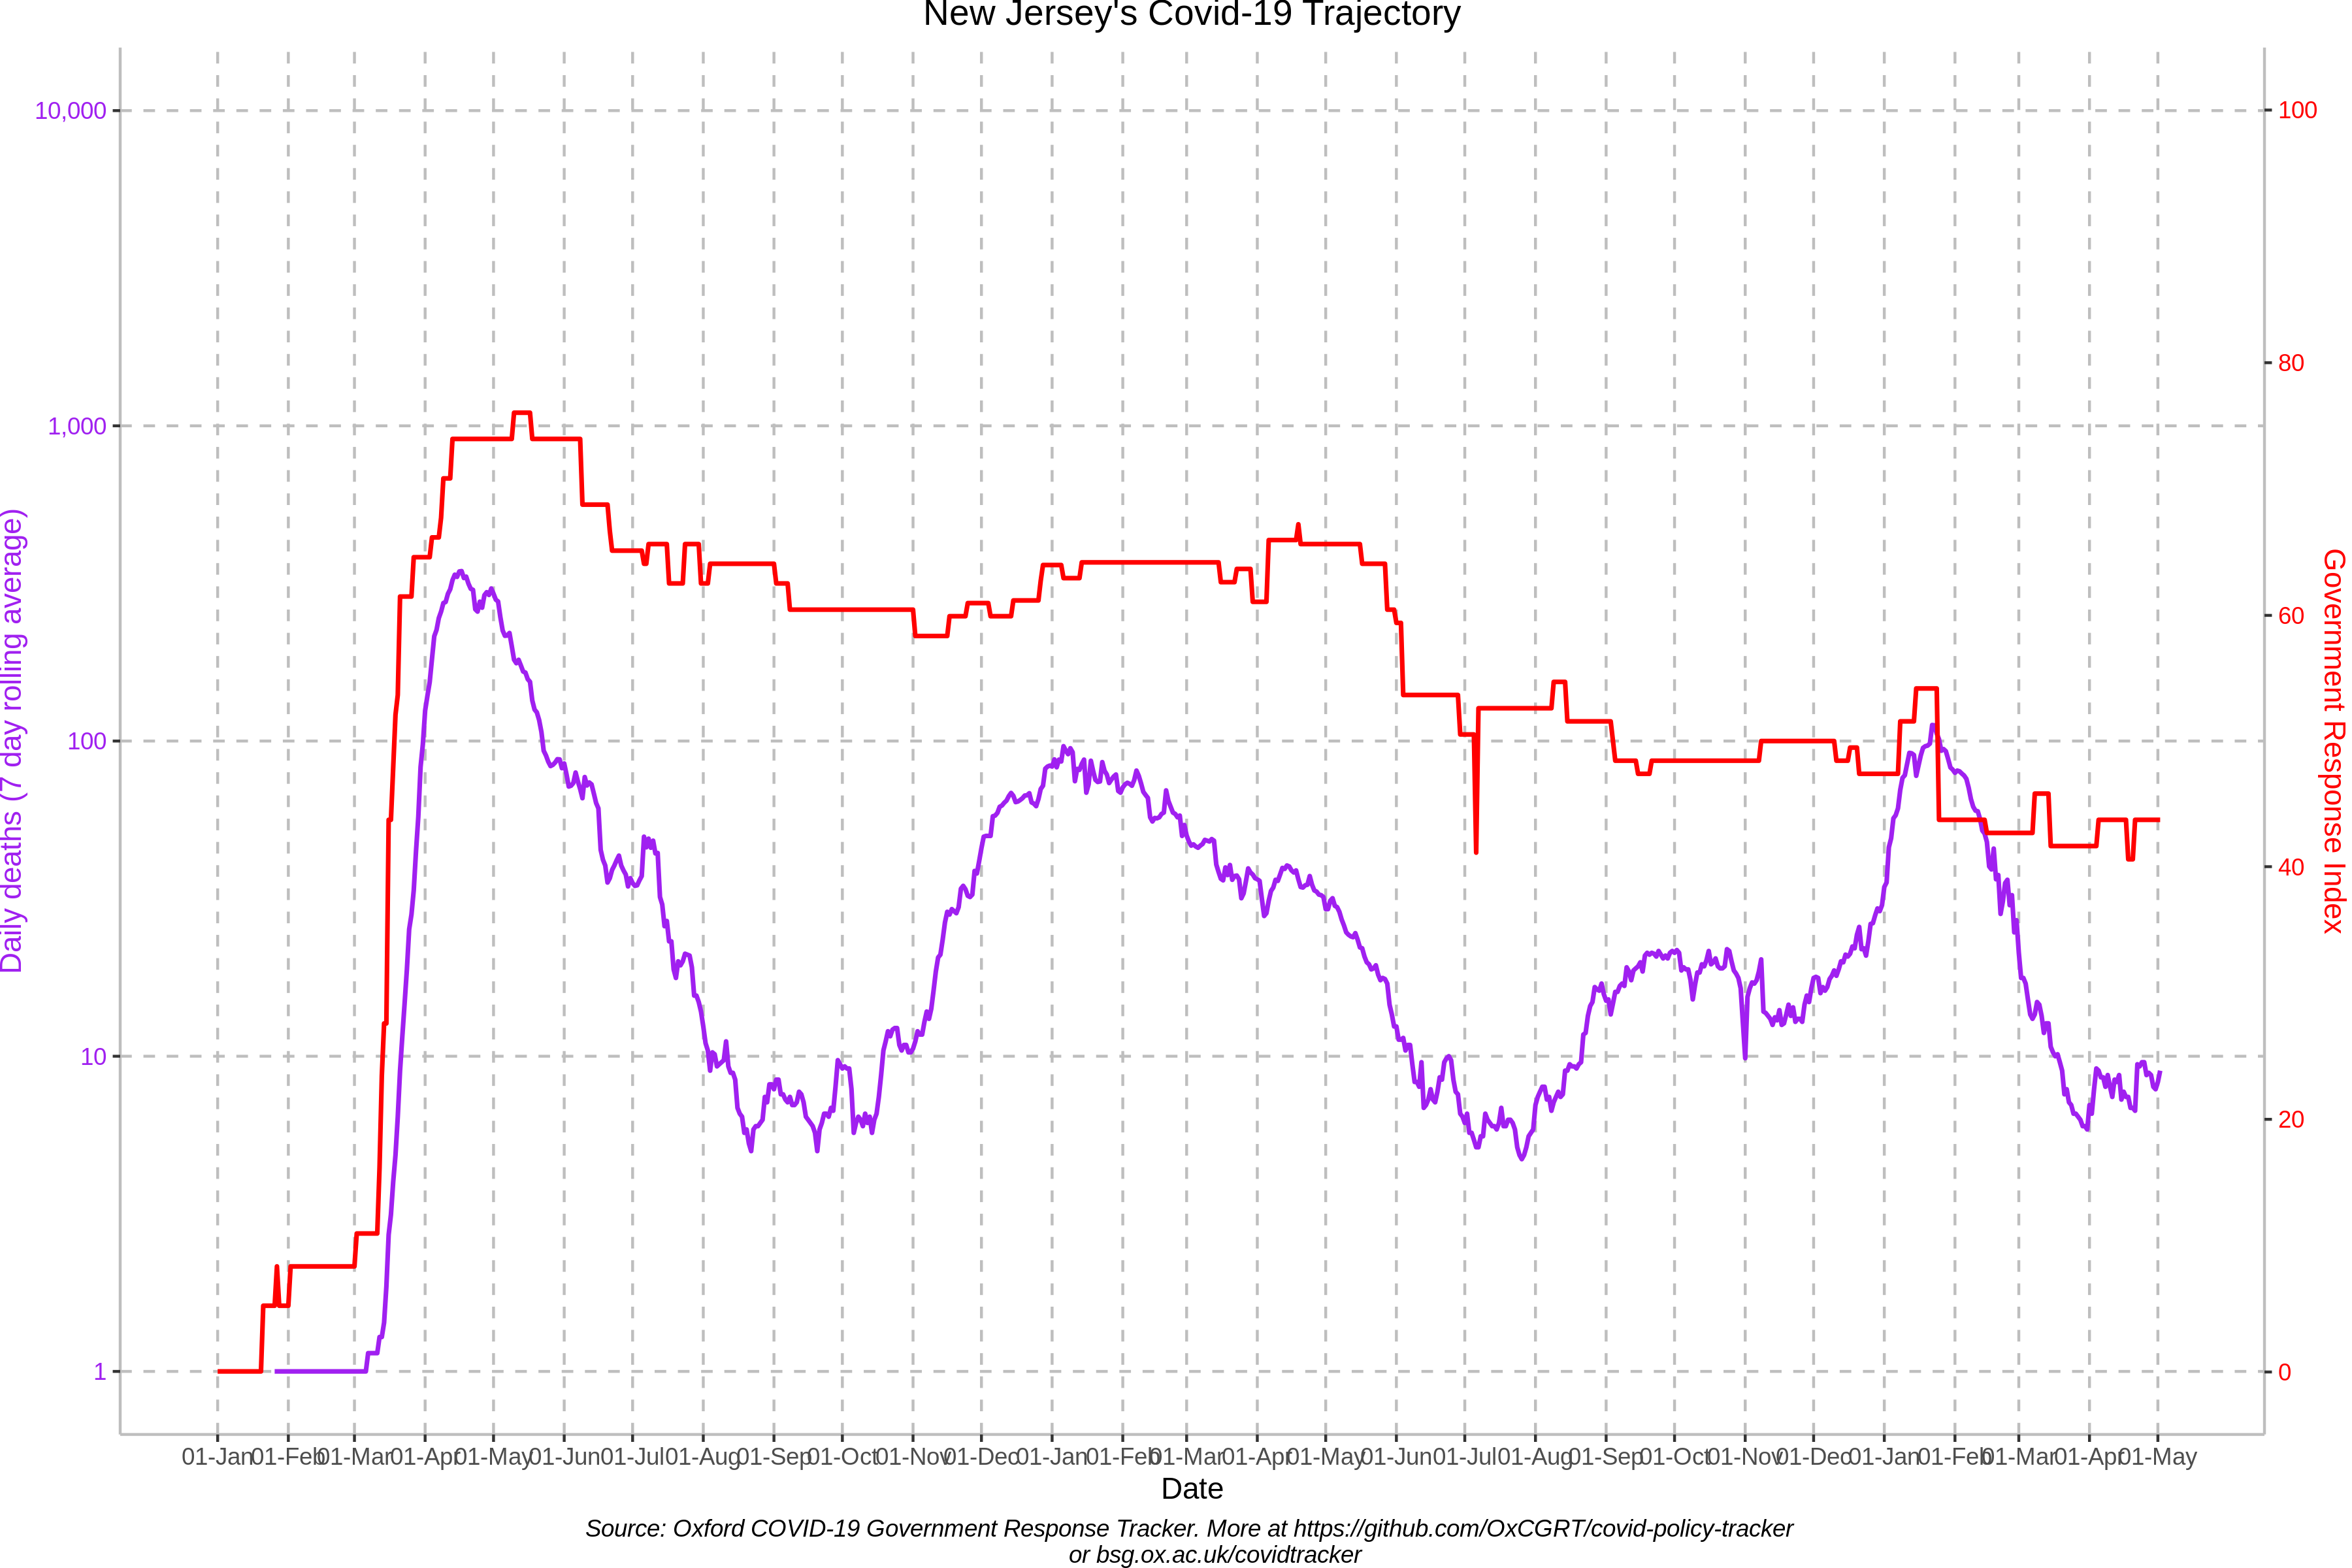 New Jersey's Covid-19 Trajectory
10,000
1,000
100
10
1
Daily deaths (7 day rolling average)
100
80
60
40
20
0
Government Response Index
01-Jan 01-Feb 01-Mar 01-Apr 01-May 01-Jun 01-Jul 01-Aug 01-Sep 01-Oct 01-Nov 01-Dec 01-Jan 01-Feb 01-Mar 01-Apr 01-May 01-Jun 01-Jul 01-Aug 01-Sep 01-Oct 01-Nov 01-Dec 01-Jan 01-Feb 01-Mar 01-Apr 01-May
Date
Source: Oxford COVID-19 Government Response Tracker. More at https://github.com/OxCGRT/covid-policy-tracker
or bsg.ox.ac.uk/covidtracker